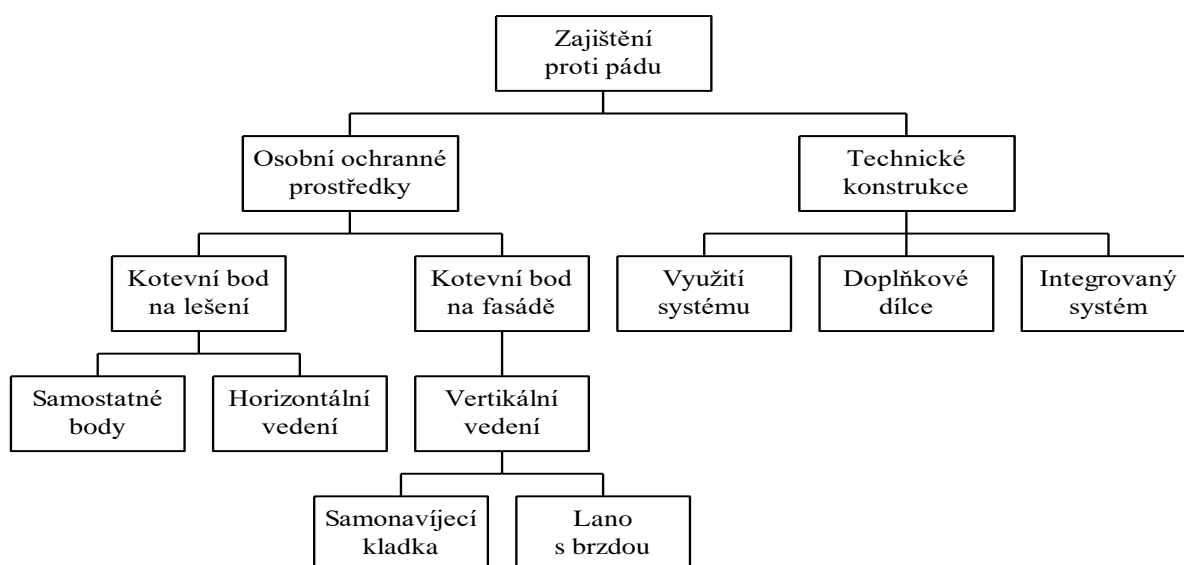 Zajištění
proti pádu
Osobní ochranné
prostředky
Technické
konstrukce
Kotevní bod
na lešení
Kotevní bod
na fasádě
Využití
systému
Doplňkové
dílce
Integrovaný
systém
Samostatné
body
Horizontální
vedení
Vertikální
vedení
Samonavíjecí
kladka
Lano
s brzdou